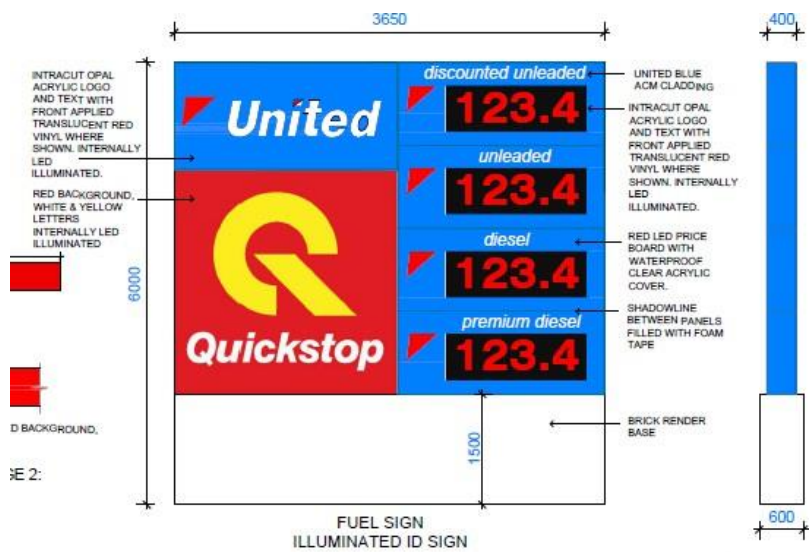 3650
400
INTRACUT OPAL
ACRYLIC LOGO
AND TEXT WITH
FRONT APPLIED
TRANSLUCENT RED
VINYL WHERE
SHOWN. INTERNALLY
LED
ILLUMINATED.
RED BACKGROUND,
WHITE & YELLOW
LETTERS
INTERNALLY LED
ILLUMINATED
6000
United
Quickstop
discounted unleaded
123.4
unleaded
123.4
diesel
123.4
premium diesel
123.4
UNITED BLUE
ACM CLADDING
INTRACUT OPAL
ACRYLIC LOGO
AND TEXT WITH
FRONT APPLIED
TRANSLUCENT RED
VINYL WHERE
SHOWN. INTERNALLY
LED
ILLUMINATED.
RED LED PRICE
BOARD WITH
WATERPROOF
CLEAR ACRYLIC
COVER.
SHADOWLINE
BETWEEN PANELS
FILLED WITH FOAM
TAPE
BRICK RENDER
BASE
1500
D BACKGROUND,
SE 2:
600
FUEL SIGN
ILLUMINATED ID SIGN